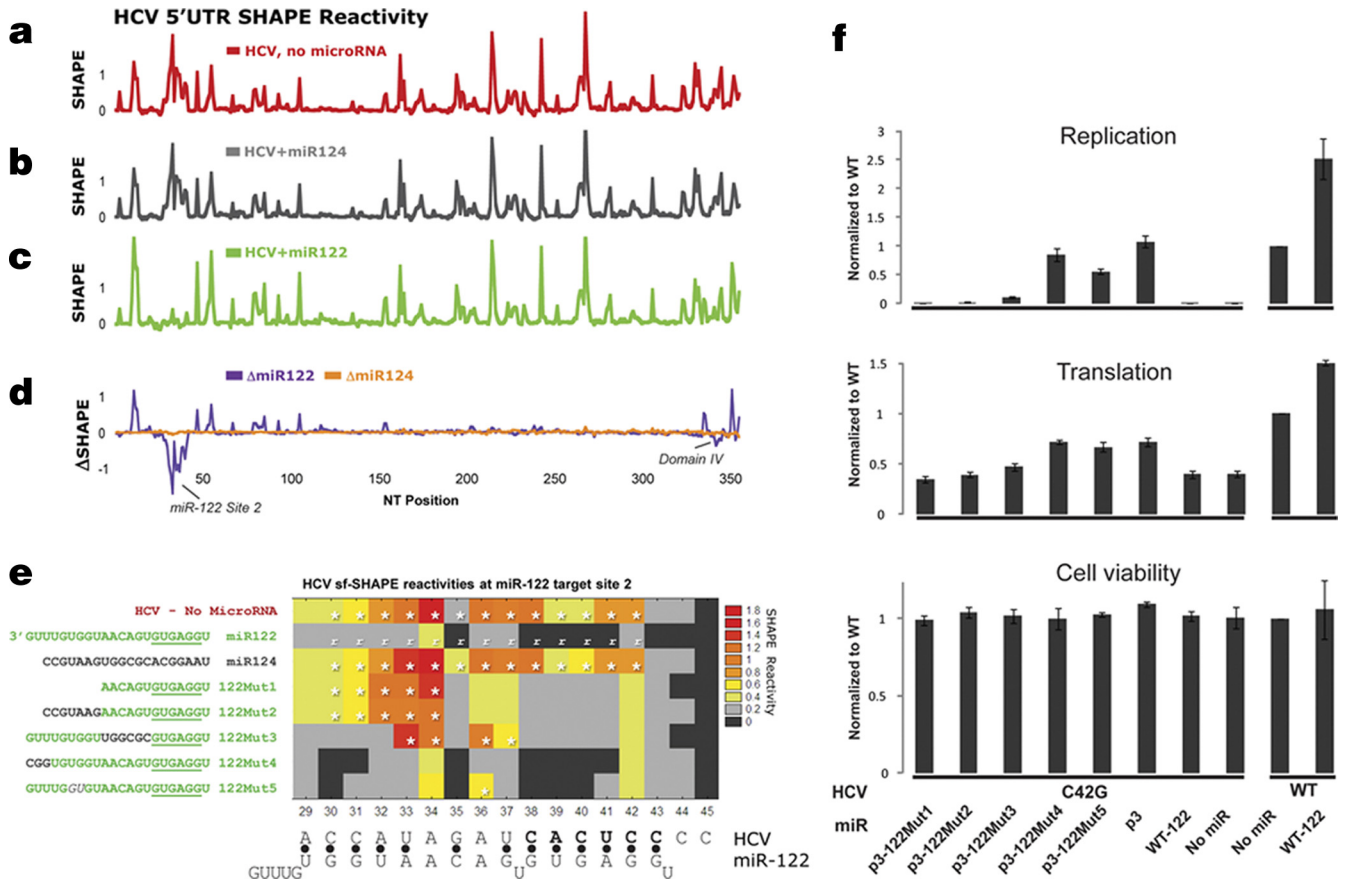 a
HCV 5'UTR SHAPE Reactivity
HCV, no microRNA
SHAPE
1
0
b
HCV+miR124
SHAPE
1
0
c
HCV+miR122
SHAPE
1
0
d
ΔmiR122
ΔmiR124
ΔSHAPE
1
0
-1
50
100
150
200
250
300
350
NT Position
miR-122 Site 2
Domain IV
e
HCV sf-SHAPE reactivities at miR-122 target site 2
HCV - No MicroRNA
* * * * * * * * * * * * *
3' GUUUGUGGUAACAGUGUGAGGU miR122
r r r r r r r r r r r r r
CCGUAAGUGGCGCACGGAAU miR124
* * * * * * * * * * * * *
AACAGUGUGAGGU 122Mut1
* * * * *
CCGUAAGAACAGUGUGAGGU 122Mut2
* * * * *
GUUUGUGGUUGGCGCGUGAGGU 122Mut3
* * * *
CGGUGUGGUAACAGUGUGAGGU 122Mut4
GUUUGGUGUAACAGUGUGAGGU 122Mut5
*
1.8
1.6
1.4
1.2
1
0.8
0.6
0.4
0.2
0
SHAPE Reactivity
29 30 31 32 33 34 35 36 37 38 39 40 41 42 43 44 45
A C C A U A G A U C A C U C C C C HCV
U G G U A A C A G G U G A G G miR-122
GUUUG
U
U
f
Replication
Normalized to WT
3
2.5
2
1.5
1
0.5
0
Translation
Normalized to WT
1.5
1
0.5
0
Cell viability
Normalized to WT
1
0.5
0
HCV
C42G
WT
miR
p3-122Mut1
p3-122Mut2
p3-122Mut3
p3-122Mut4
p3-122Mut5
p3
WT-122
No miR
No miR
WT-122